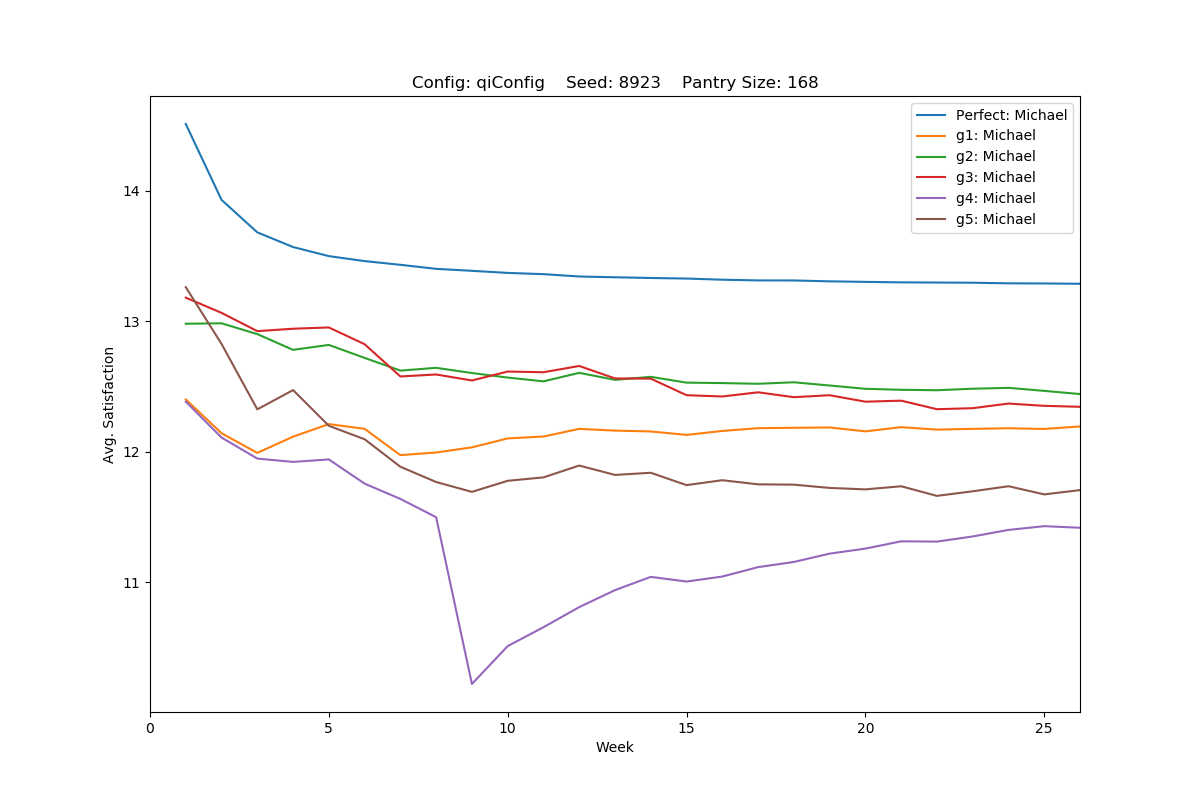 Config: qiConfig    Seed: 8923    Pantry Size: 168
Perfect: Michael
g1: Michael
g2: Michael
g3: Michael
g4: Michael
g5: Michael
Avg. Satisfaction
14
13
12
11
0 5 10 15 20 25
Week